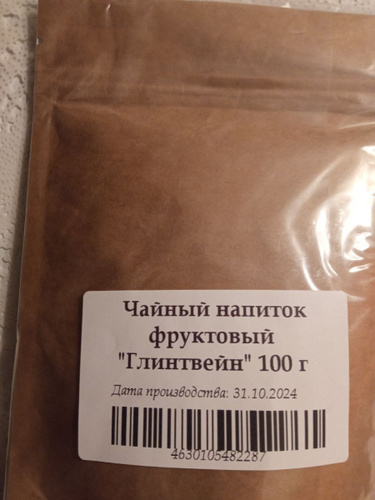 Чайный напиток
фруктовый
"Глинтвейн" 100 г
Дата производства: 31.10.2024
4630105482287